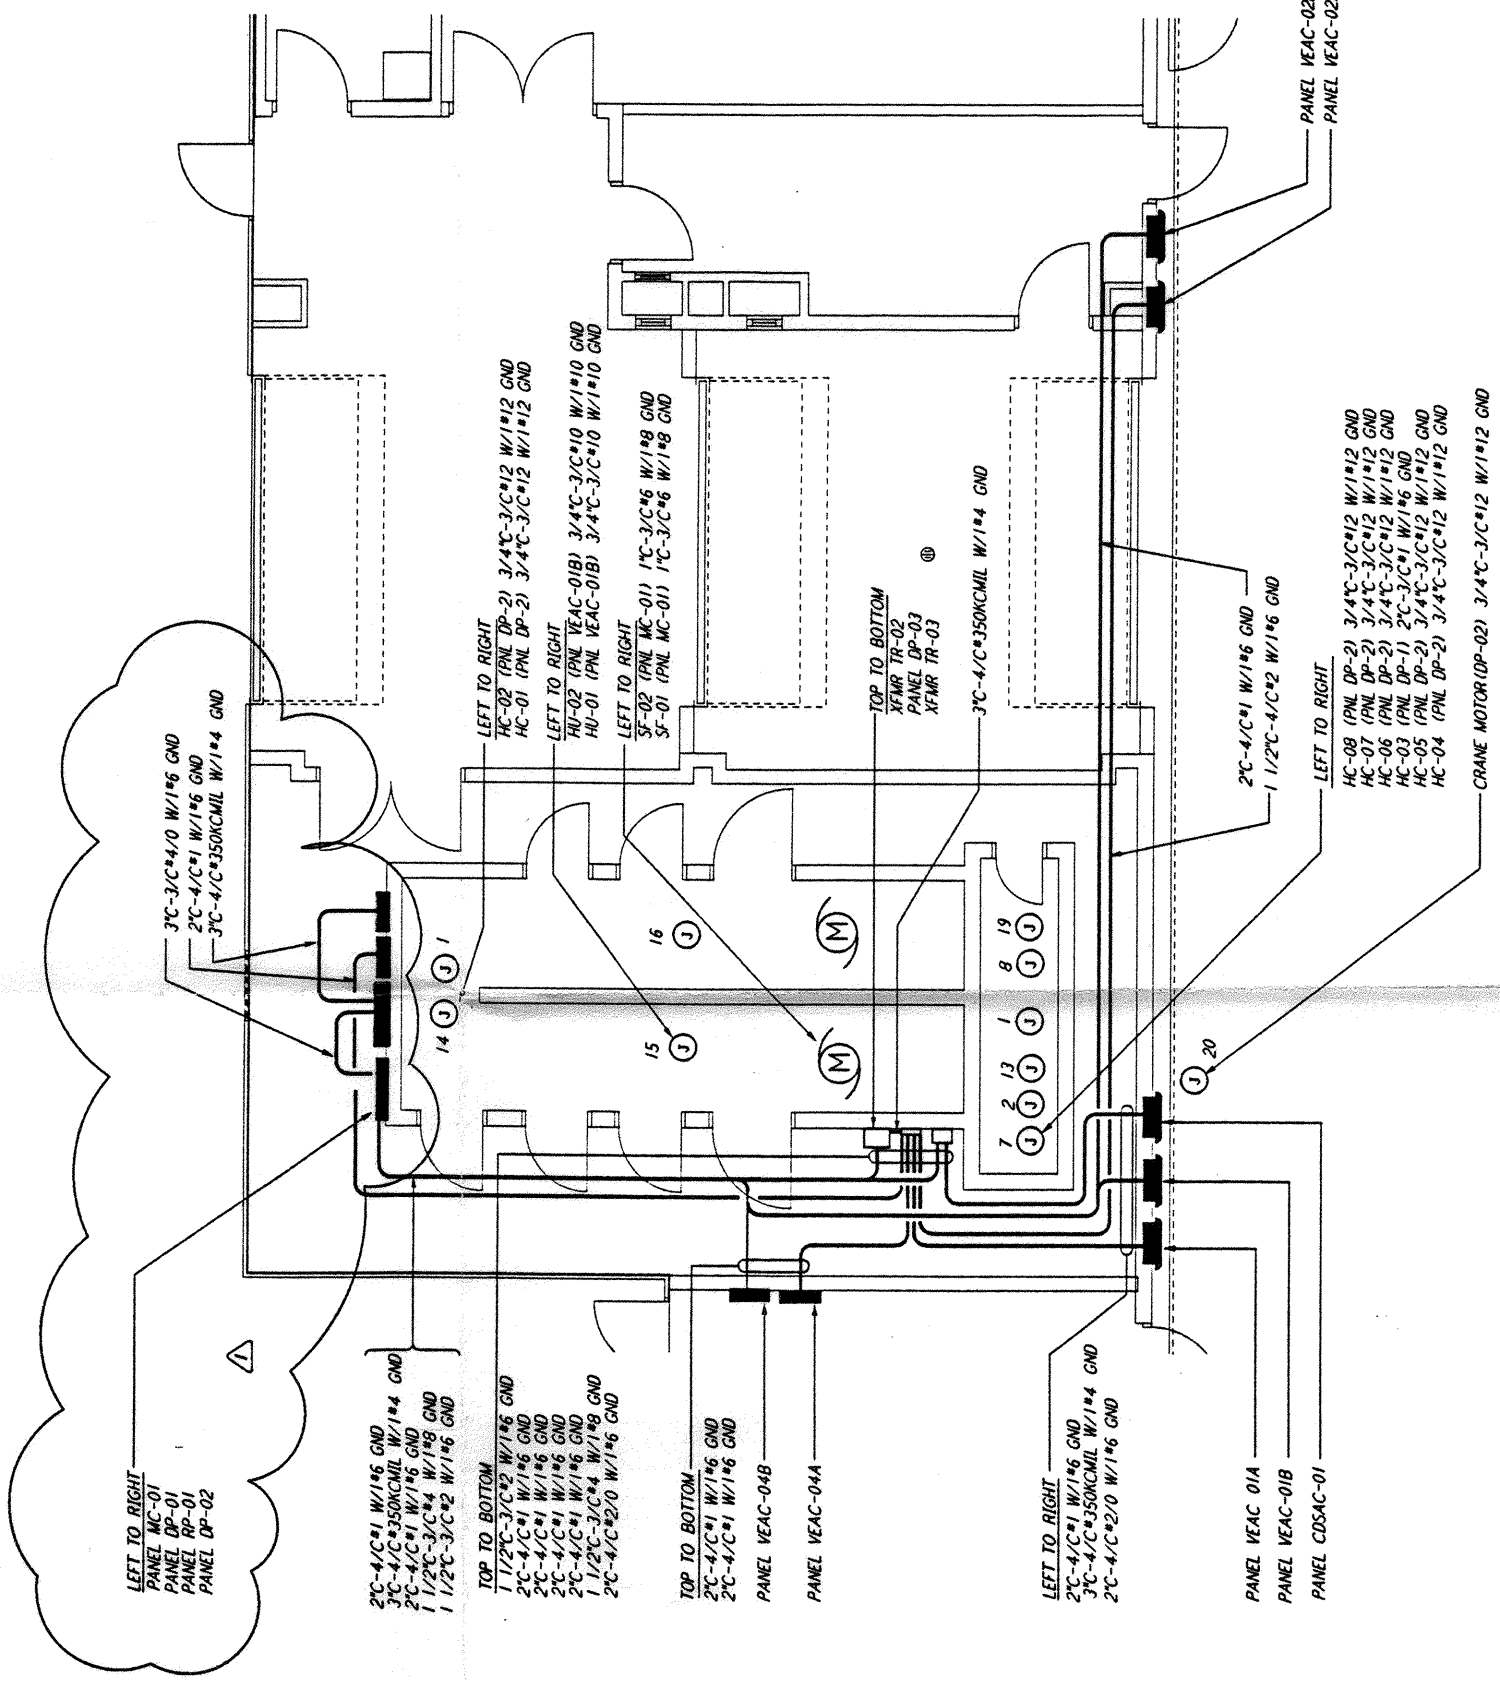 LEFT TO RIGHT
PANEL MC-01
PANEL DP-01
PANEL RP-01
PANEL DP-02
3"C-3/C#4/0 W/1#6 GND
2"C-4/C#1 W/1#6 GND
3"C-4/C#350KCMIL W/1#4 GND
1
2"C-4/C#1 W/1#6 GND
3"C-4/C#350KCMIL W/1#4 GND
2"C-4/C#1 W/1#6 GND
1 1/2"C-3/C#4 W/1#8 GND
1 1/2"C-3/C#2 W/1#6 GND
TOP TO BOTTOM
1 1/2"C-3/C#2 W/1#6 GND
2"C-4/C#1 W/1#6 GND
2"C-4/C#1 W/1#6 GND
2"C-4/C#1 W/1#6 GND
2"C-4/C#1 W/1#6 GND
1 1/2"C-3/C#4 W/1#8 GND
2"C-4/C#2/0 W/1#6 GND
TOP TO BOTTOM
2"C-4/C#1 W/1#6 GND
2"C-4/C#1 W/1#6 GND
PANEL VEAC-04B
PANEL VEAC-04A
LEFT TO RIGHT
2"C-4/C#1 W/1#6 GND
3"C-4/C#350KCMIL W/1#4 GND
2"C-4/C#2/0 W/1#6 GND
PANEL VEAC 01A
PANEL VEAC-01B
PANEL CDSAC-01
LEFT TO RIGHT
HC-02 (PNL DP-2) 3/4"C-3/C#12 W/1#12 GND
HC-01 (PNL DP-2) 3/4"C-3/C#12 W/1#12 GND
LEFT TO RIGHT
HU-02 (PNL VEAC-01B) 3/4"C-3/C#10 W/1#10 GND
HU-01 (PNL VEAC-01B) 3/4"C-3/C#10 W/1#10 GND
LEFT TO RIGHT
SF-02 (PNL MC-01) 1"C-3/C#6 W/1#8 GND
SF-01 (PNL MC-01) 1"C-3/C#6 W/1#8 GND
TOP TO BOTTOM
XFMR TR-02
PANEL DP-03
XFMR TR-03
3"C-4/C#350KCMIL W/1#4 GND
2"C-4/C#1 W/1#6 GND
1 1/2"C-4/C#2 W/1#6 GND
LEFT TO RIGHT
HC-08 (PNL DP-2) 3/4"C-3/C#12 W/1#12 GND
HC-07 (PNL DP-2) 3/4"C-3/C#12 W/1#12 GND
HC-06 (PNL DP-2) 3/4"C-3/C#12 W/1#12 GND
HC-03 (PNL DP-1) 2"C-3/C#1 W/1#6 GND
HC-05 (PNL DP-2) 3/4"C-3/C#12 W/1#12 GND
HC-04 (PNL DP-2) 3/4"C-3/C#12 W/1#12 GND
CRANE MOTOR(DP-02) 3/4"C-3/C#12 W/1#12 GND
PANEL VEAC-02
PANEL VEAC-02
14 J
J 1
15 J
16 J
M
M
7 J
2 J
13 J
1 J
8 J
19 J
J 20